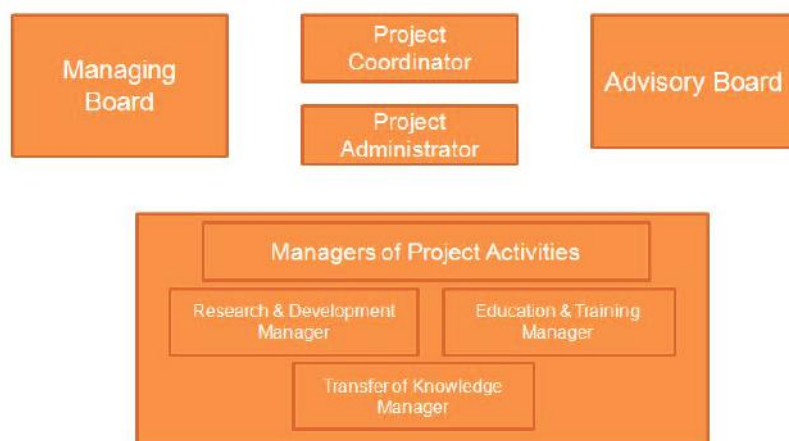 Managing
Board
Project
Coordinator
Project
Administrator
Advisory Board
Managers of Project Activities
Research & Development
Manager
Education & Training
Manager
Transfer of Knowledge
Manager